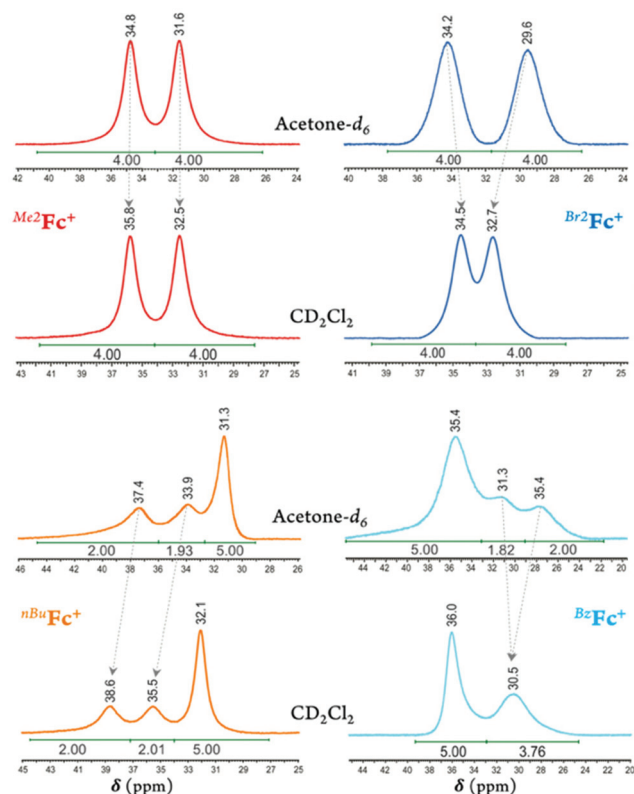 34.8 31.6
34.2 29.6
Acetone-d6
4.00 4.00
4.00 4.00
42 40 38 36 34 32 30 28 26 24
40 38 36 34 32 30 28 26 24
Me2Fc+
Br2Fc+
35.8 32.5
34.5 32.7
CD2Cl2
4.00 4.00
4.00 4.00
43 41 39 37 35 33 31 29 27 25
41 39 37 35 33 31 29 27 25
37.4 33.9 31.3
35.4 31.3 35.4
Acetone-d6
2.00 1.93 5.00
5.00 1.82 2.00
46 44 42 40 38 36 34 32 30 28 26
44 42 40 38 36 34 32 30 28 26 24 22 20
nBuFc+
BzFc+
38.6 35.5 32.1
36.0 30.5
CD2Cl2
2.00 2.01 5.00
5.00 3.76
45 43 41 39 37 35 33 31 29 27 25
44 42 40 38 36 34 32 30 28 26 24 22 20
δ (ppm)
δ (ppm)